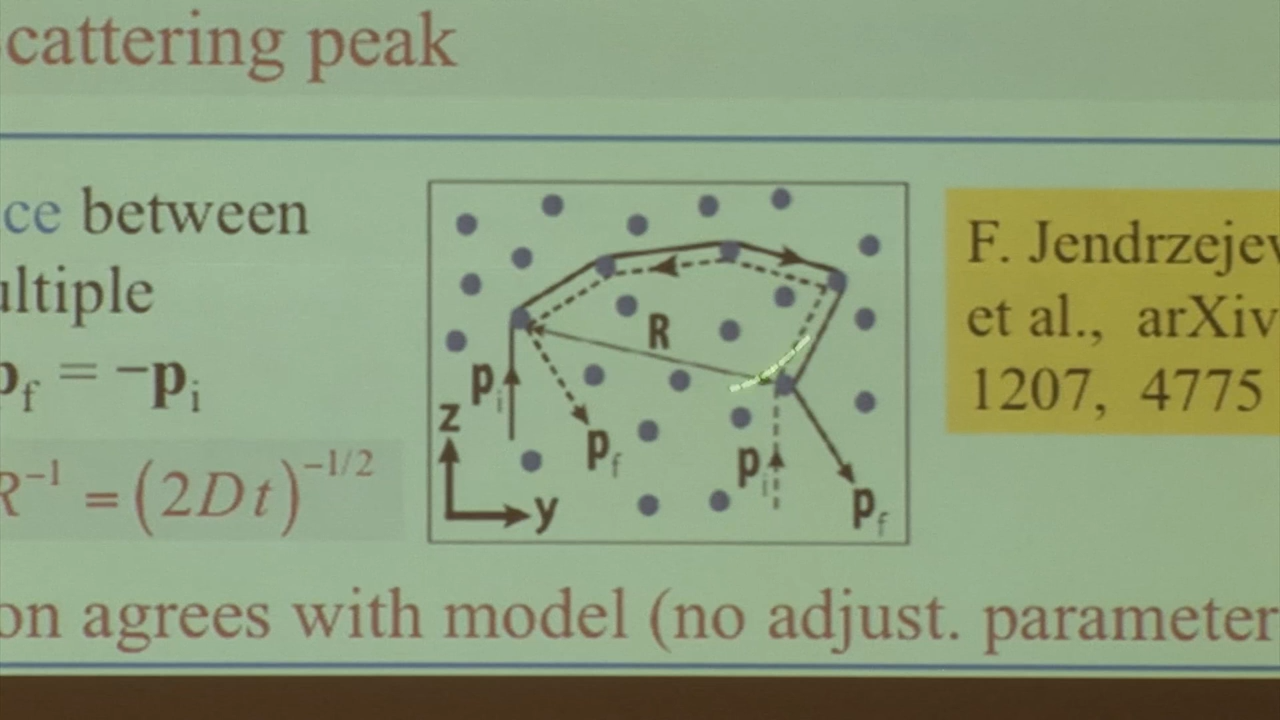 cattering peak
ce between
ultiple
p_f = −p_i
R^−1 = (2Dt)^−1/2
R
p_i
z
p_f
p_i
y
p_f
F. Jendrzejew
et al., arXiv
1207, 4775
on agrees with model (no adjust. parameter